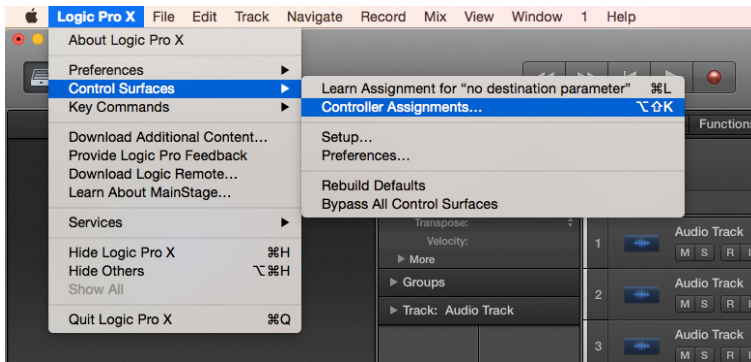 Logic Pro X File Edit Track Navigate Record Mix View Window 1 Help
About Logic Pro X
Preferences
Control Surfaces
Key Commands
Download Additional Content...
Provide Logic Pro Feedback
Download Logic Remote...
Learn About MainStage...
Services
Hide Logic Pro X ⌘H
Hide Others ⌥⌘H
Show All
Quit Logic Pro X ⌘Q
Learn Assignment for “no destination parameter” ⌘L
Controller Assignments... ⌥⇧K
Setup...
Preferences...
Rebuild Defaults
Bypass All Control Surfaces
Transpose:
Velocity:
More
Groups
Track: Audio Track
Functions
1 Audio Track
M S R
2 Audio Track
M S R
3 Audio Track
M S R